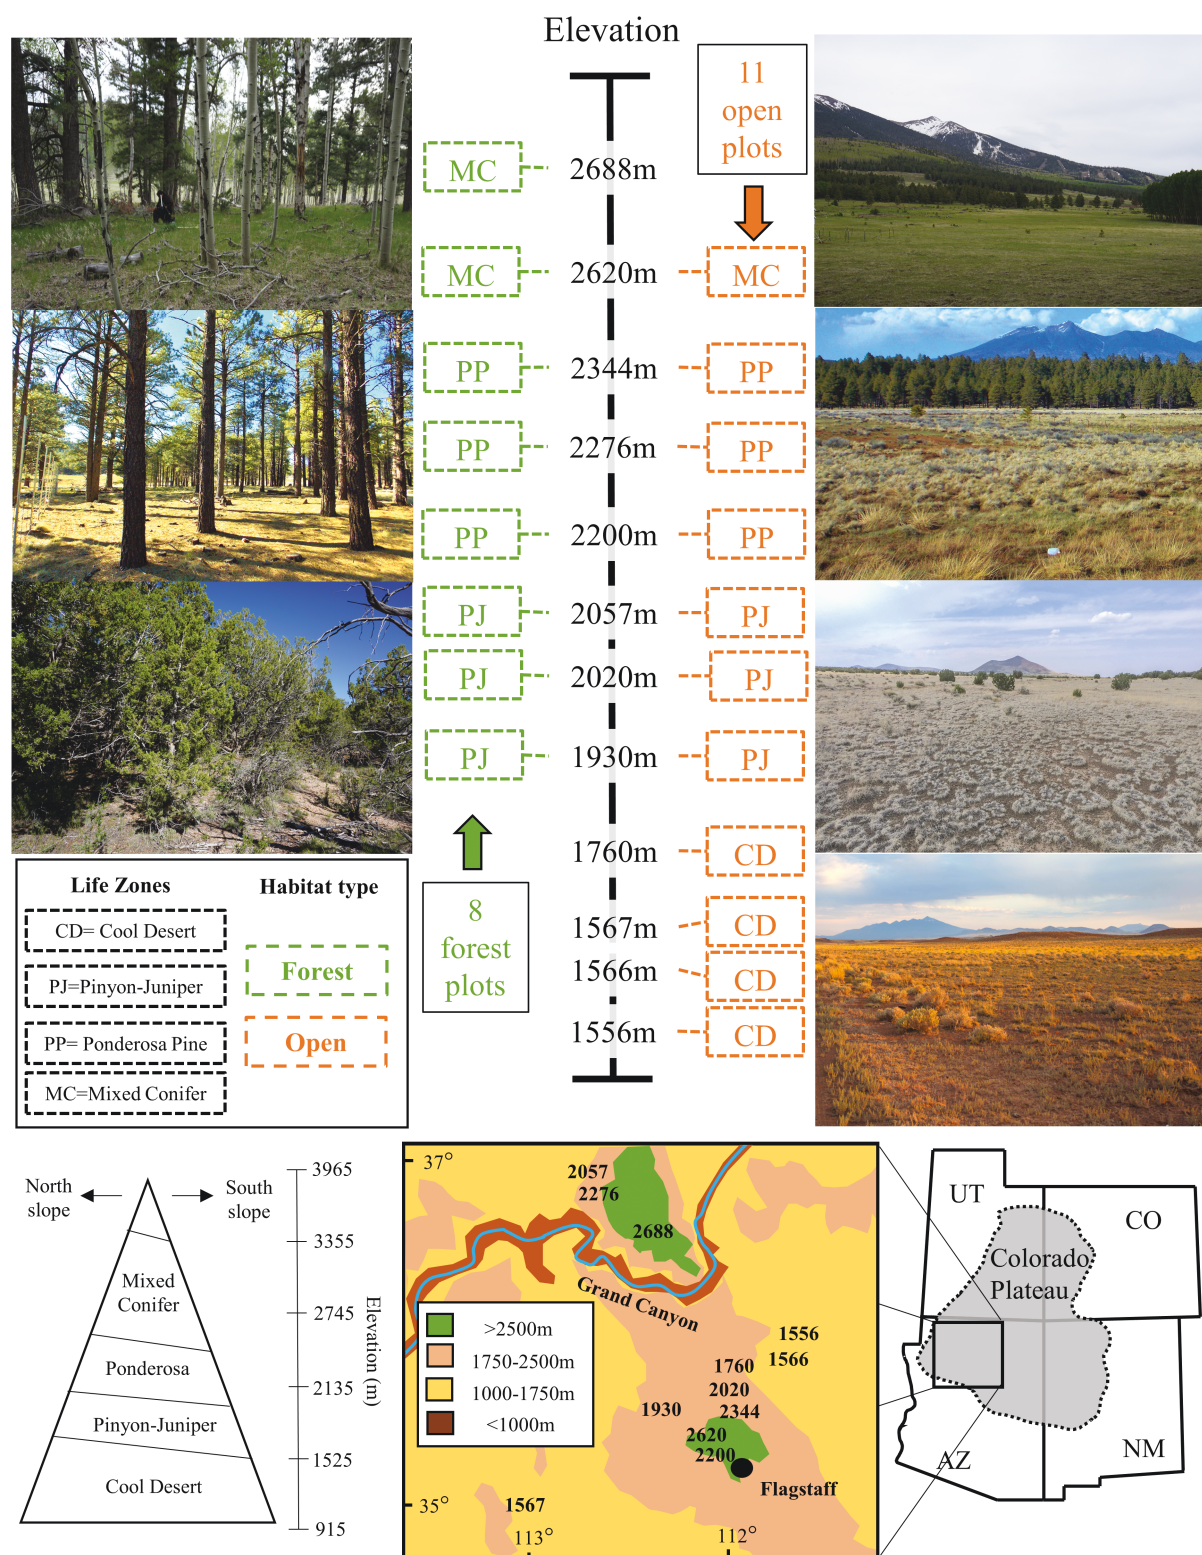 Elevation
11
open
plots
MC
2688m
MC
2620m
MC
PP
2344m
PP
PP
2276m
PP
PP
2200m
PP
PJ
2057m
PJ
PJ
2020m
PJ
PJ
1930m
PJ
1760m
CD
1567m
CD
1566m
CD
1556m
CD
8
forest
plots
Life Zones
Habitat type
CD= Cool Desert
PJ=Pinyon-Juniper
PP= Ponderosa Pine
MC=Mixed Conifer
Forest
Open
North
slope
South
slope
Mixed
Conifer
Ponderosa
Pinyon-Juniper
Cool Desert
3965
3355
2745
2135
1525
915
Elevation (m)
37°
35°
113°
112°
2057
2276
2688
Grand Canyon
>2500m
1750-2500m
1000-1750m
<1000m
1556
1566
1760
2020
1930
2344
2620
2200
Flagstaff
1567
UT
CO
Colorado
Plateau
AZ
NM